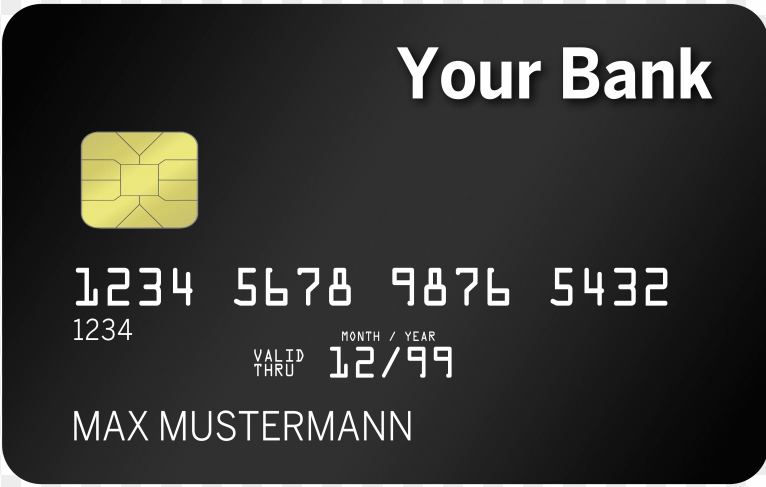 Your Bank
1234 5678 9876 5432
1234
MONTH / YEAR
VALID THRU 12/99
MAX MUSTERMANN